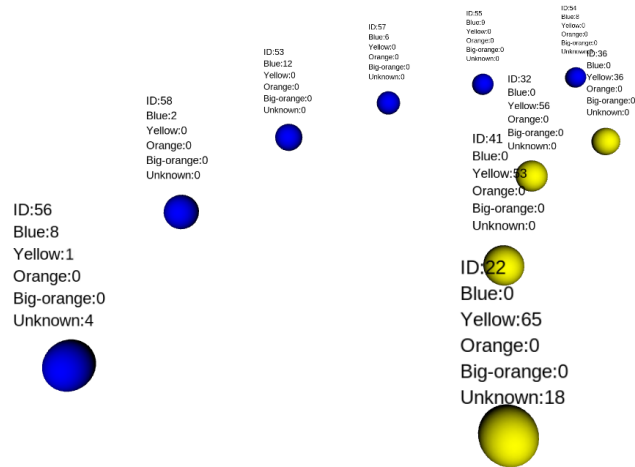 ID:54
Blue:8
Yellow:0
Orange:0
Big-orange:0
Unknown:0
ID:55
Blue:9
Yellow:0
Orange:0
Big-orange:0
Unknown:0
ID:57
Blue:6
Yellow:0
Orange:0
Big-orange:0
Unknown:0
ID:53
Blue:12
Yellow:0
Orange:0
Big-orange:0
Unknown:0
ID:36
Blue:0
Yellow:36
Orange:0
Big-orange:0
Unknown:0
ID:32
Blue:0
Yellow:56
Orange:0
Big-orange:0
Unknown:0
ID:58
Blue:2
Yellow:0
Orange:0
Big-orange:0
Unknown:0
ID:41
Blue:0
Yellow:53
Orange:0
Big-orange:0
Unknown:0
ID:56
Blue:8
Yellow:1
Orange:0
Big-orange:0
Unknown:4
ID:22
Blue:0
Yellow:65
Orange:0
Big-orange:0
Unknown:18